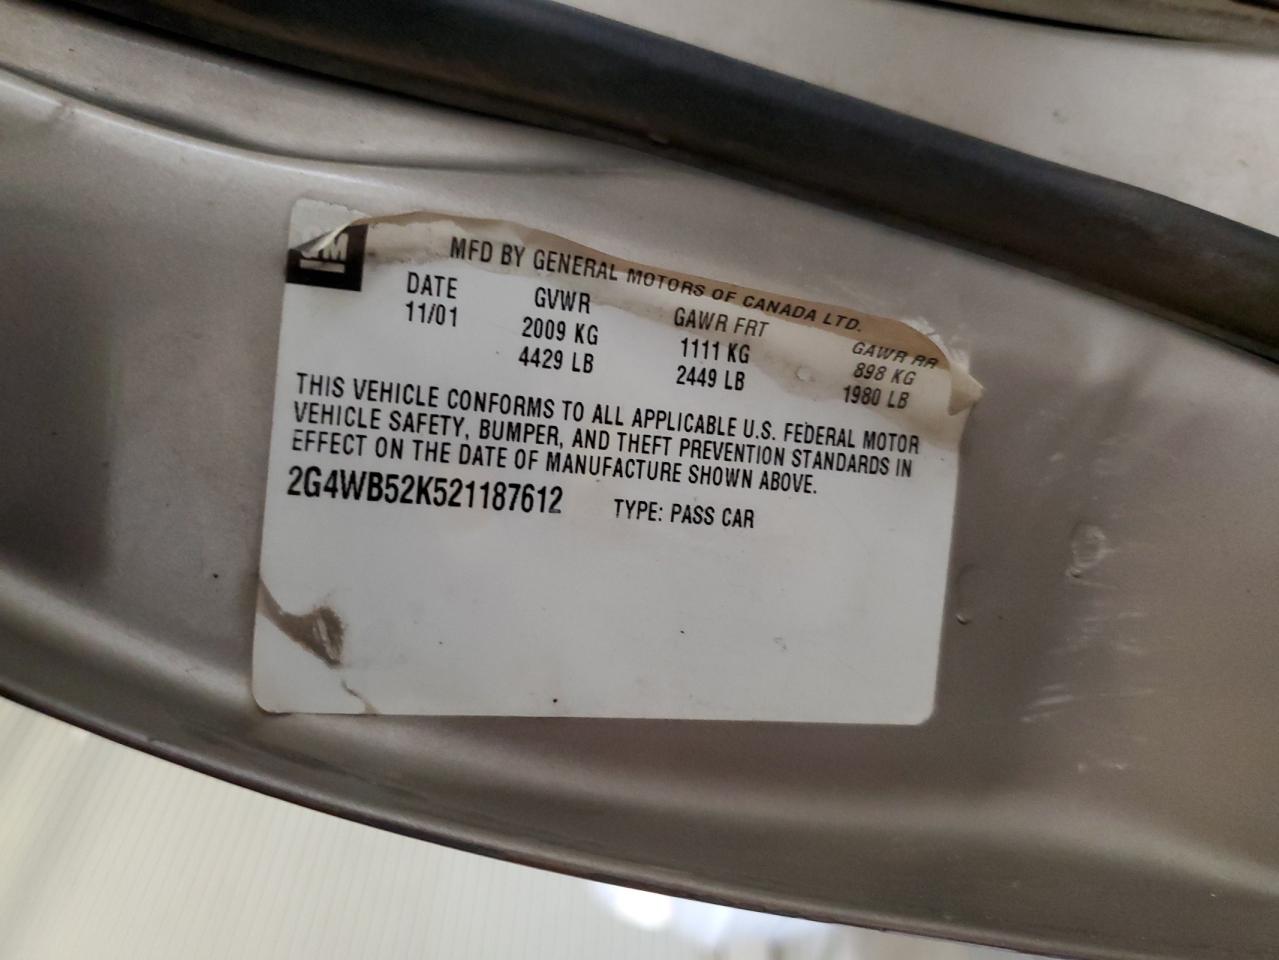 GM
MFD BY GENERAL MOTORS OF CANADA LTD.
DATE GVWR GAWR FRT GAWR RR
11/01 2009 KG 1111 KG 898 KG
4429 LB 2449 LB 1980 LB
THIS VEHICLE CONFORMS TO ALL APPLICABLE U.S. FEDERAL MOTOR
VEHICLE SAFETY, BUMPER, AND THEFT PREVENTION STANDARDS IN
EFFECT ON THE DATE OF MANUFACTURE SHOWN ABOVE.
2G4WB52K521187612 TYPE: PASS CAR